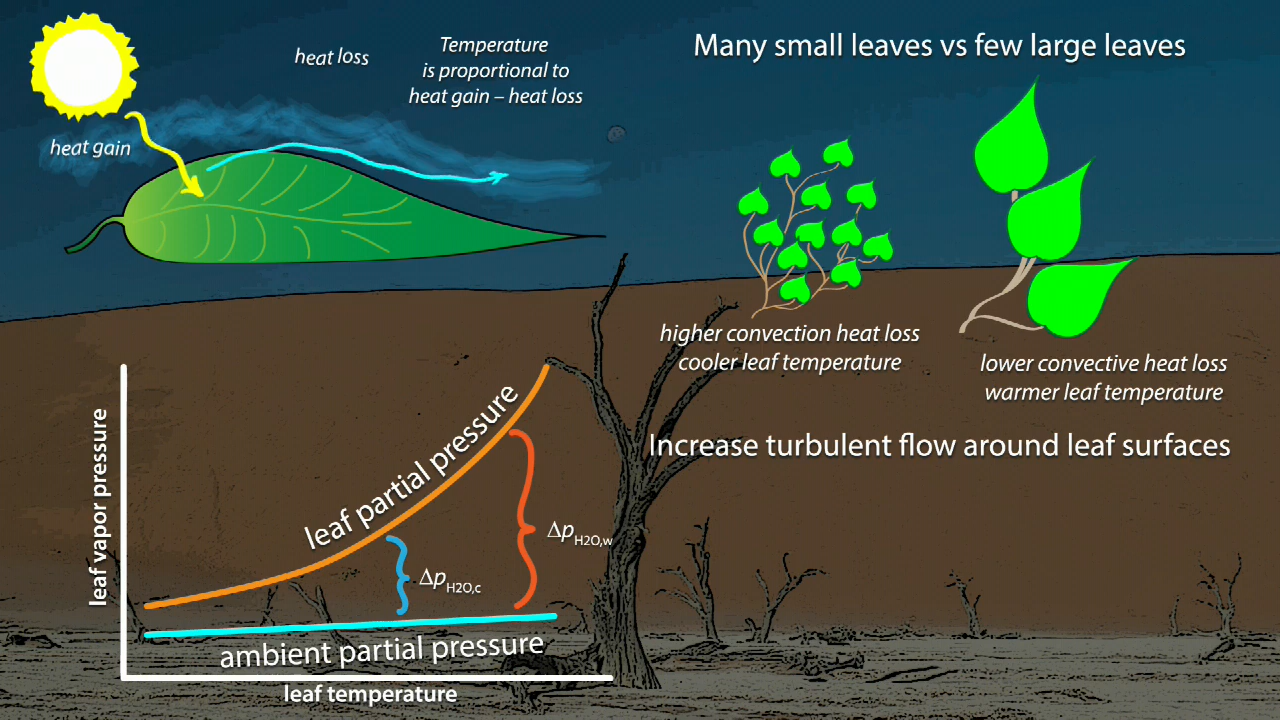 heat loss
Temperature
is proportional to
heat gain – heat loss
heat gain
Many small leaves vs few large leaves
higher convection heat loss
cooler leaf temperature
lower convective heat loss
warmer leaf temperature
Increase turbulent flow around leaf surfaces
leaf vapor pressure
leaf partial pressure
Δp H2O,w
Δp H2O,c
ambient partial pressure
leaf temperature